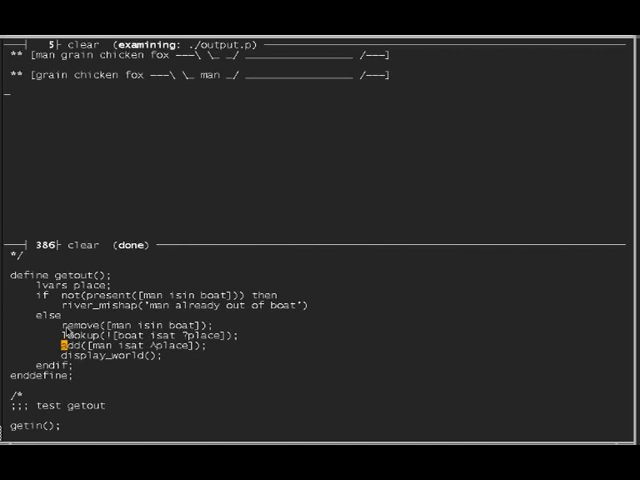 5 clear (examining: ./output.p)
** [man grain chicken fox ---\ \_ _/ _________________ /---]
** [grain chicken fox ---\ \_ man _/ _________________ /---]
386 clear (done)
*/
define getout();
lvars place;
if not(present([man isin boat])) then
river_mishap('man already out of boat')
else
remove([man isin boat]);
lookup(![boat isat ?place]);
add([man isat ^place]);
display_world();
endif;
enddefine;
/*
;;; test getout
getin();